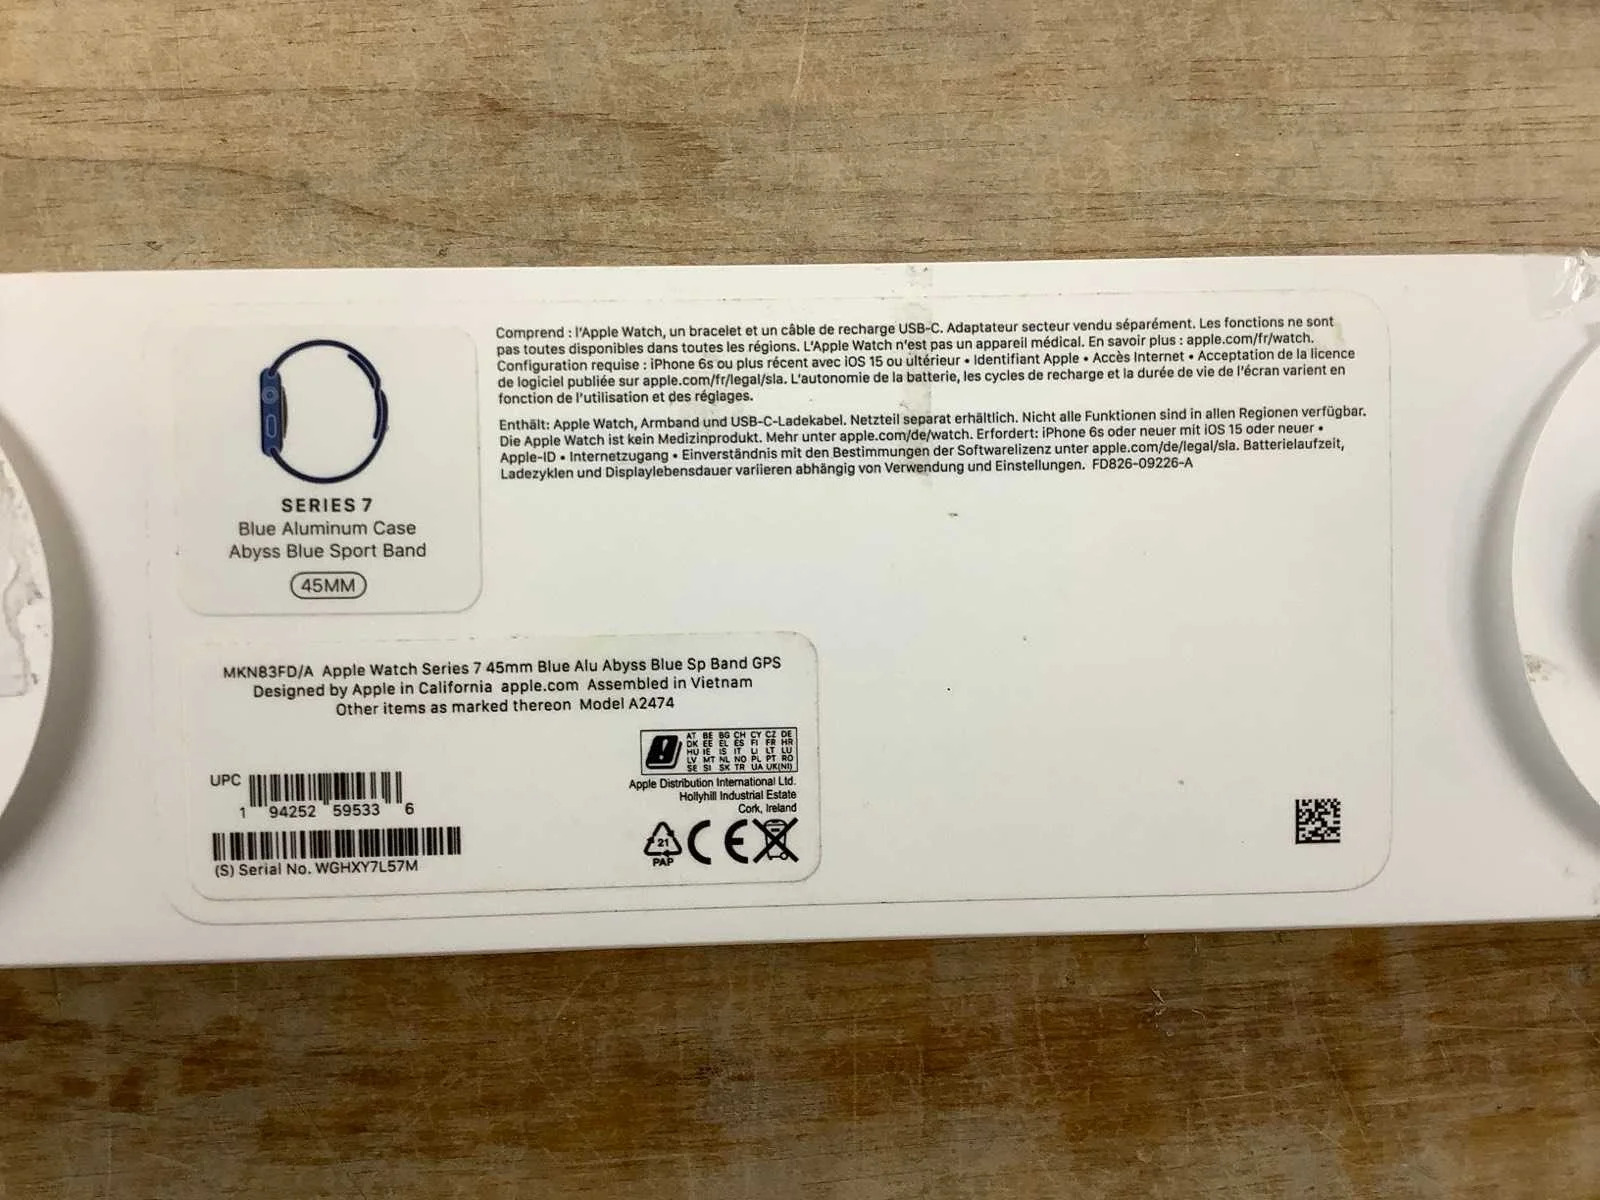 Comprend : l'Apple Watch, un bracelet et un câble de recharge USB-C. Adaptateur secteur vendu séparément. Les fonctions ne sont
pas toutes disponibles dans toutes les régions. L'Apple Watch n'est pas un appareil médical. En savoir plus : apple.com/fr/watch.
Configuration requise : iPhone 6s ou plus récent avec iOS 15 ou ultérieur • Identifiant Apple • Accès Internet • Acceptation de la licence
de logiciel publiée sur apple.com/fr/legal/sla. L'autonomie de la batterie, les cycles de recharge et la durée de vie de l'écran varient en
fonction de l'utilisation et des réglages.
Enthält: Apple Watch, Armband und USB-C-Ladekabel. Netzteil separat erhältlich. Nicht alle Funktionen sind in allen Regionen verfügbar.
Die Apple Watch ist kein Medizinprodukt. Mehr unter apple.com/de/watch. Erfordert: iPhone 6s oder neuer mit iOS 15 oder neuer •
Apple-ID • Internetzugang • Einverständnis mit den Bestimmungen der Softwarelizenz unter apple.com/de/legal/sla. Batterielaufzeit,
Ladezyklen und Displaylebensdauer variieren abhängig von Verwendung und Einstellungen. FD826-09226-A
SERIES 7
Blue Aluminum Case
Abyss Blue Sport Band
45MM
MKN83FD/A Apple Watch Series 7 45mm Blue Alu Abyss Blue Sp Band GPS
Designed by Apple in California apple.com Assembled in Vietnam
Other items as marked thereon Model A2474
AT BE BG CH CY CZ DE
DK EE EL ES FI FR HR
HU IE IS IT LI LT LU
LV MT NL NO PL PT RO
SE SI SK TR UA UK(NI)
Apple Distribution International Ltd.
Hollyhill Industrial Estate
Cork, Ireland
UPC
1 94252 59533 6
(S) Serial No. WGHXY7L57M
21
PAP
CE